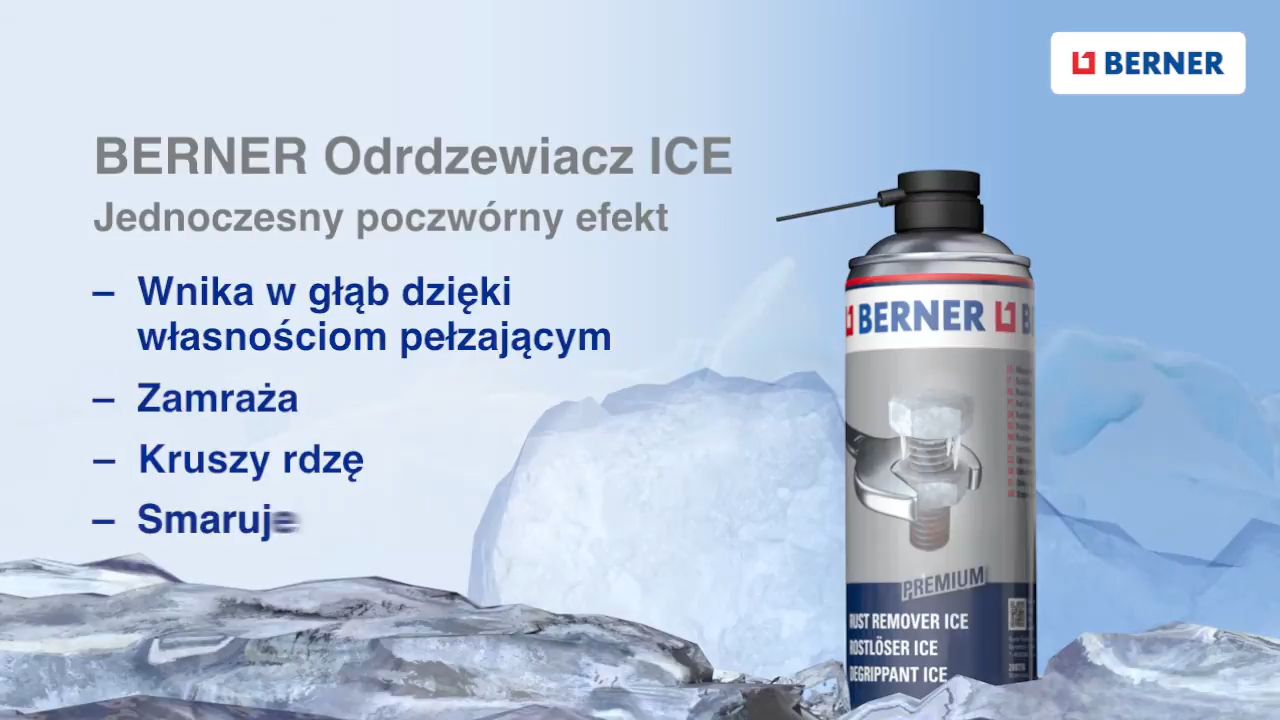 BERNER
BERNER Odrdzewiacz ICE
Jednoczesny poczwórny efekt
– Wnika w głąb dzięki
własnościom pełzającym
– Zamraża
– Kruszy rdzę
– Smaruje
BERNER
PREMIUM
RUST REMOVER ICE
ROSTLÖSER ICE
DEGRIPPANT ICE